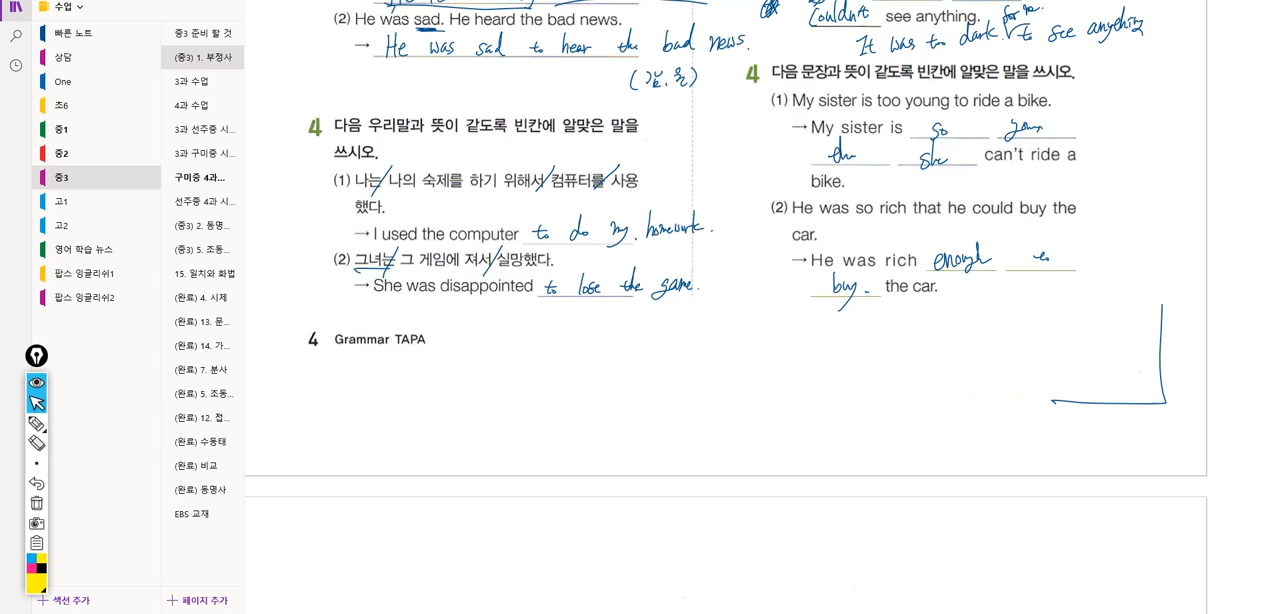 수업
빠른 노트
상담
One
초6
중1
중2
중3
고1
고2
영어 학습 뉴스
팝스 잉글리쉬1
팝스 잉글리쉬2
섹션 추가
중3 준비 할 것
(중3) 1. 부정사
3과 수업
4과 수업
3과 선주중 시...
3과 구미중 시...
구미중 4과...
선주중 4과 시...
(중3) 2. 동명...
(중3) 5. 조동...
15. 일치와 화법
(완료) 4. 시제
(완료) 13. 문...
(완료) 14. 가...
(완료) 7. 분사
(완료) 5. 조동...
(완료) 12. 접...
(완료) 수동태
(완료) 비교
(완료) 동명사
EBS 교재
페이지 추가
(2) He was sad. He heard the bad news.
→ He was sad to hear the bad news.
4 다음 우리말과 뜻이 같도록 빈칸에 알맞은 말을
쓰시오.
(1) 나는 나의 숙제를 하기 위해서 컴퓨터를 사용
했다.
→ I used the computer to do my homework.
(2) 그녀는 그 게임에 져서 실망했다.
→ She was disappointed to lose the game.
4 Grammar TAPA
couldn't see anything.
for me
It was too dark to see anything
4 다음 문장과 뜻이 같도록 빈칸에 알맞은 말을 쓰시오.
(1) My sister is too young to ride a bike.
→ My sister is so young
she can't ride a
bike.
(2) He was so rich that he could buy the
car.
→ He was rich enough to
buy the car.